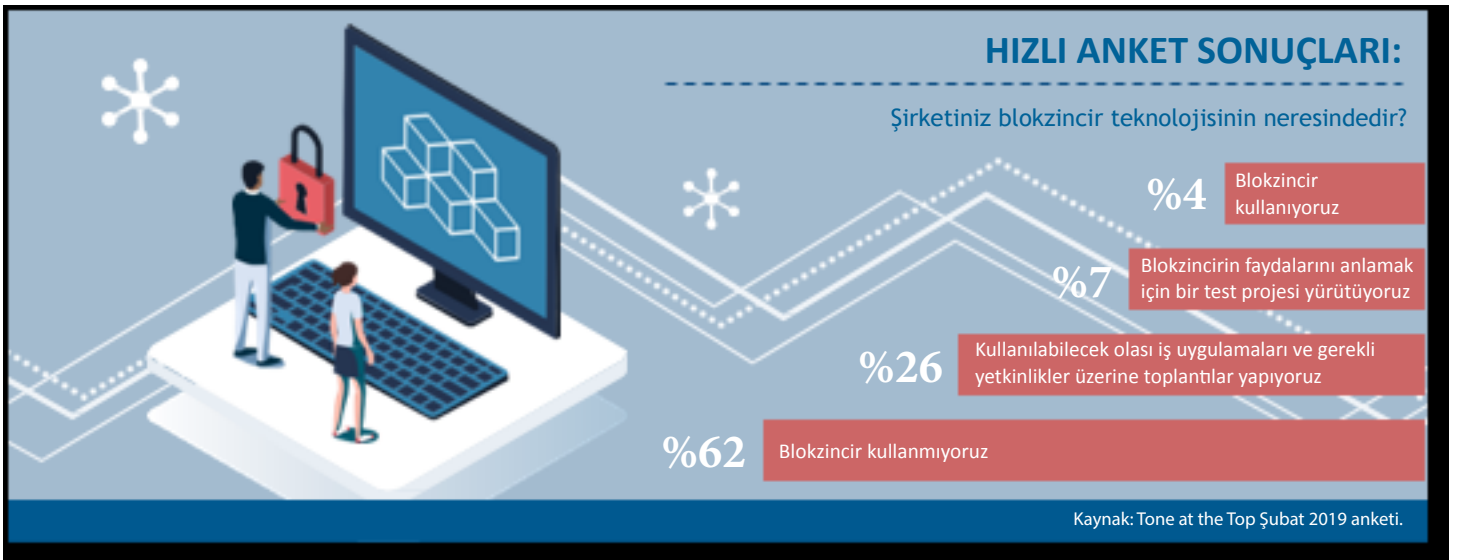 HIZLI ANKET SONUÇLARI:
Şirketiniz blokzincir teknolojisinin neresindedir?
%4
Blokzincir
kullanıyoruz
%7
Blokzincirin faydalarını anlamak
için bir test projesi yürütüyoruz
%26
Kullanılabilecek olası iş uygulamaları ve gerekli
yetkinlikler üzerine toplantılar yapıyoruz
%62
Blokzincir kullanmıyoruz
Kaynak: Tone at the Top Şubat 2019 anketi.